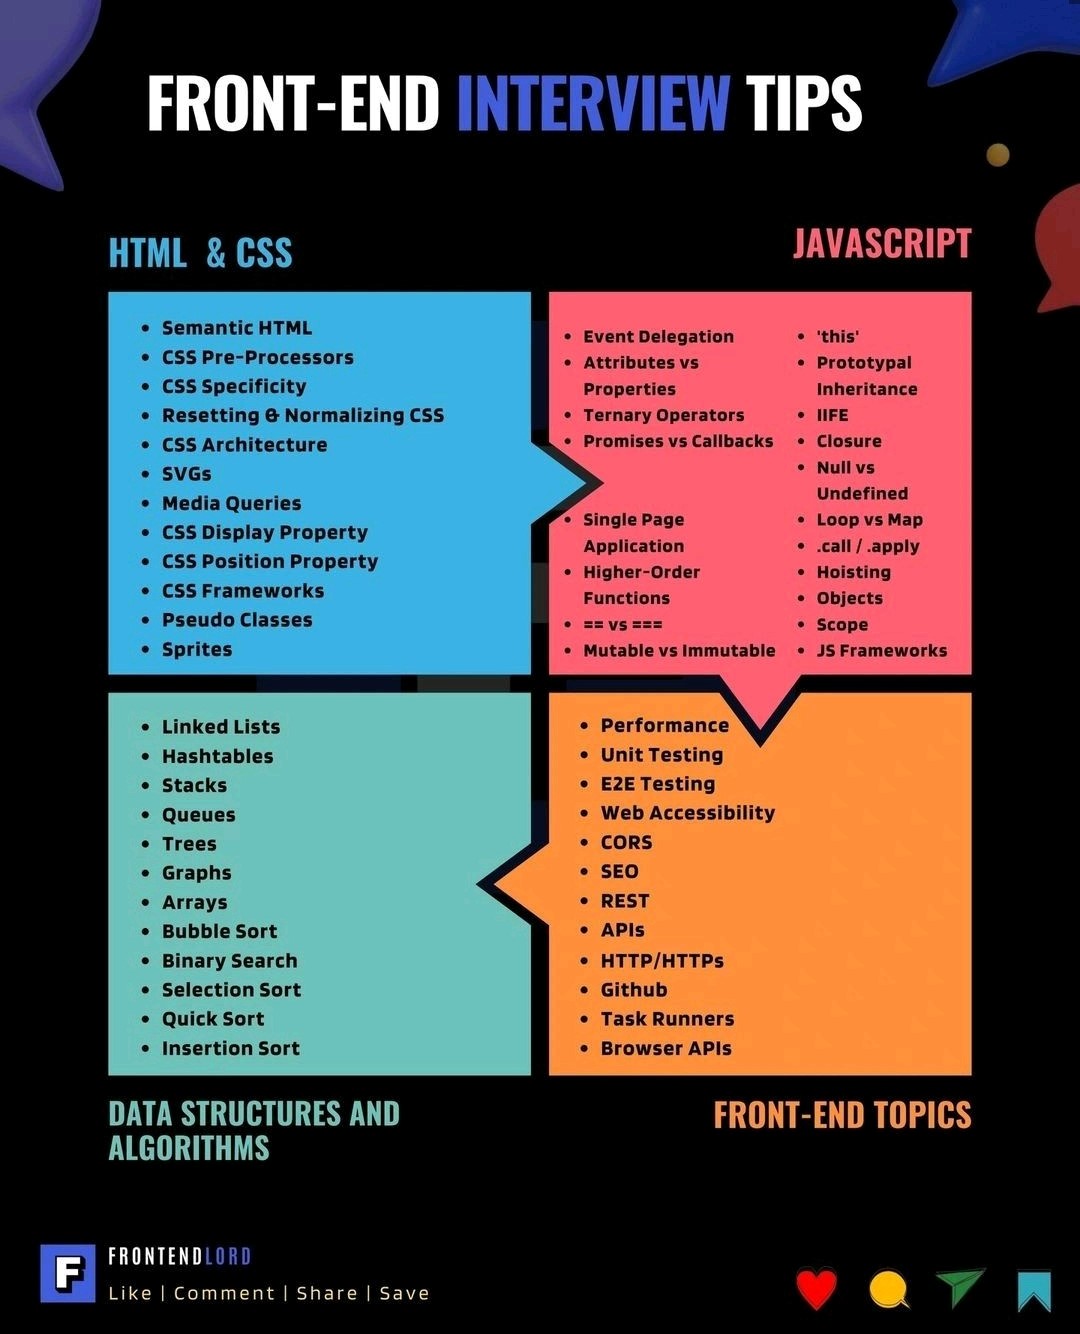 FRONT-END INTERVIEW TIPS
HTML & CSS
Semantic HTML
CSS Pre-Processors
CSS Specificity
Resetting & Normalizing CSS
CSS Architecture
SVGs
Media Queries
CSS Display Property
CSS Position Property
CSS Frameworks
Pseudo Classes
Sprites
JAVASCRIPT
Event Delegation
Attributes vs
Properties
Ternary Operators
Promises vs Callbacks
Single Page
Application
Higher-Order
Functions
== vs ===
Mutable vs Immutable
'this'
Prototypal
Inheritance
IIFE
Closure
Null vs
Undefined
Loop vs Map
.call / .apply
Hoisting
Objects
Scope
JS Frameworks
Linked Lists
Hashtables
Stacks
Queues
Trees
Graphs
Arrays
Bubble Sort
Binary Search
Selection Sort
Quick Sort
Insertion Sort
DATA STRUCTURES AND
ALGORITHMS
Performance
Unit Testing
E2E Testing
Web Accessibility
CORS
SEO
REST
APIs
HTTP/HTTPs
Github
Task Runners
Browser APIs
FRONT-END TOPICS
F
FRONTENDLORD
Like | Comment | Share | Save